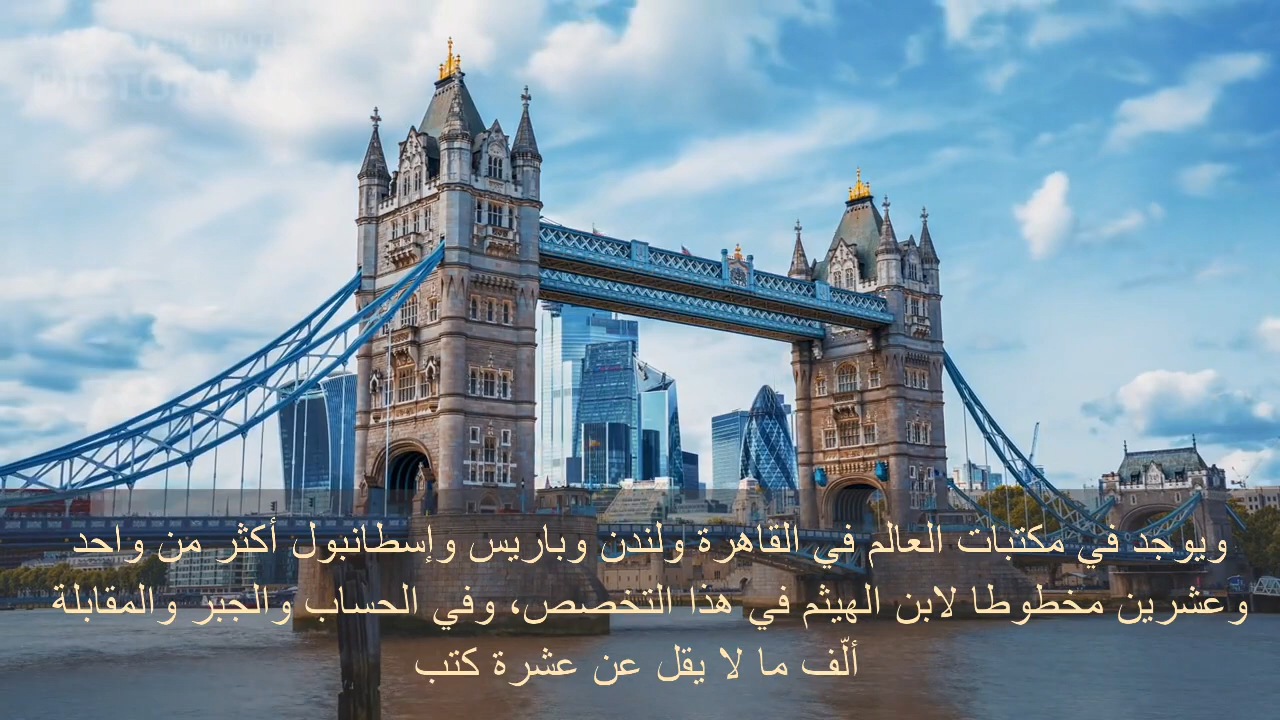 ويوجد في مكتبات العالم في القاهرة ولندن وباريس وإسطانبول أكثر من واحد
وعشرين مخطوطا لابن الهيثم في هذا التخصص، وفي الحساب والجبر والمقابلة
ألّف ما لا يقل عن عشرة كتب